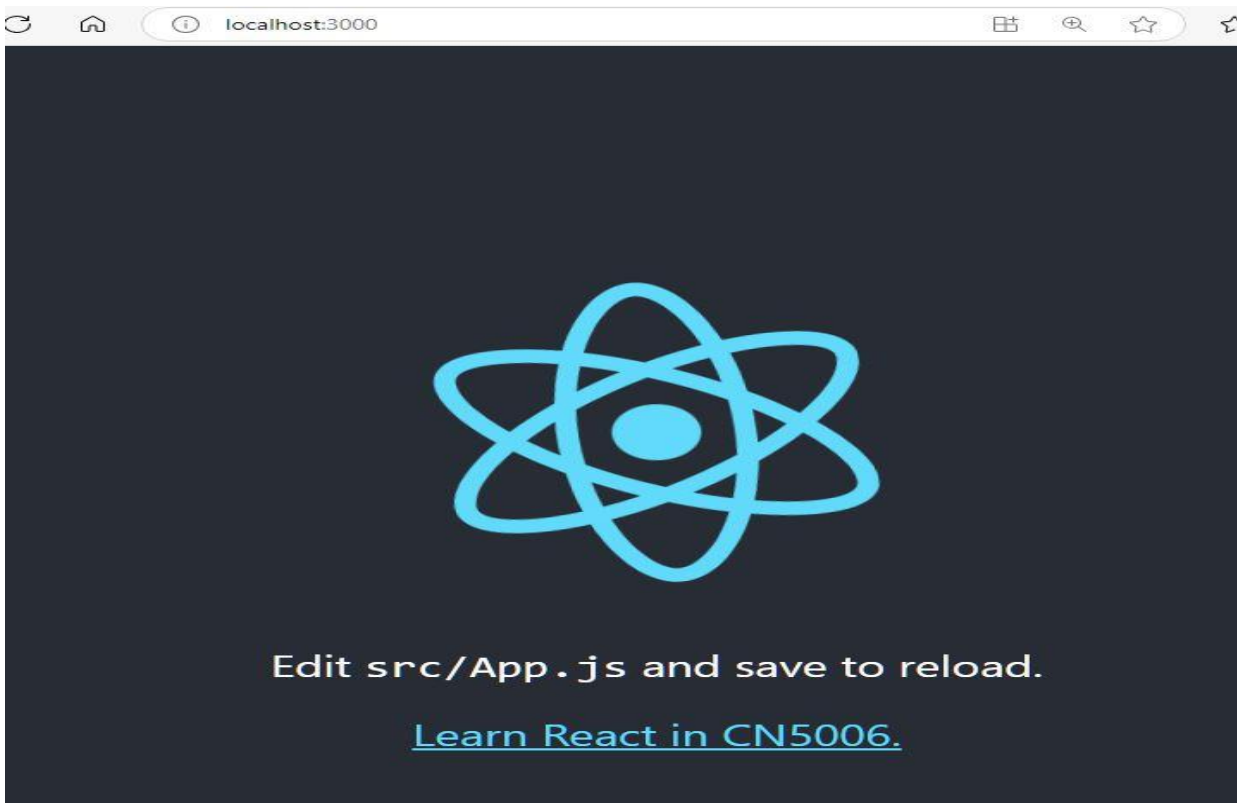 localhost:3000
Edit src/App.js and save to reload.
Learn React in CN5006.